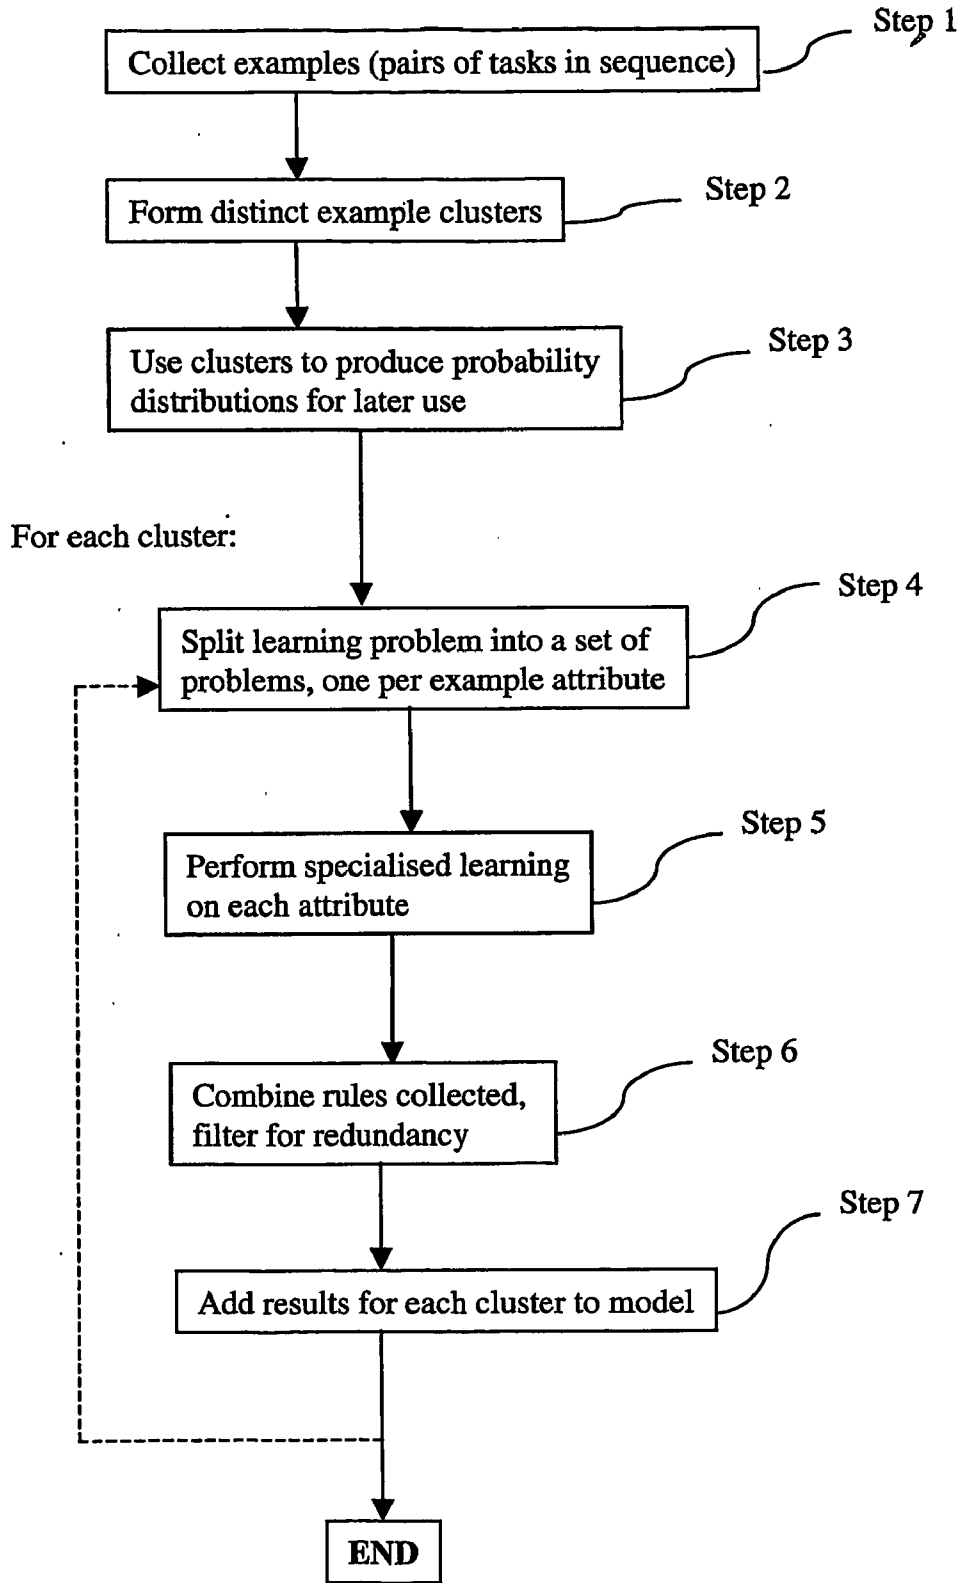 Step 1
Collect examples (pairs of tasks in sequence)
Step 2
Form distinct example clusters
Step 3
Use clusters to produce probability
distributions for later use
For each cluster:
Step 4
Split learning problem into a set of
problems, one per example attribute
Step 5
Perform specialised learning
on each attribute
Step 6
Combine rules collected,
filter for redundancy
Step 7
Add results for each cluster to model
END